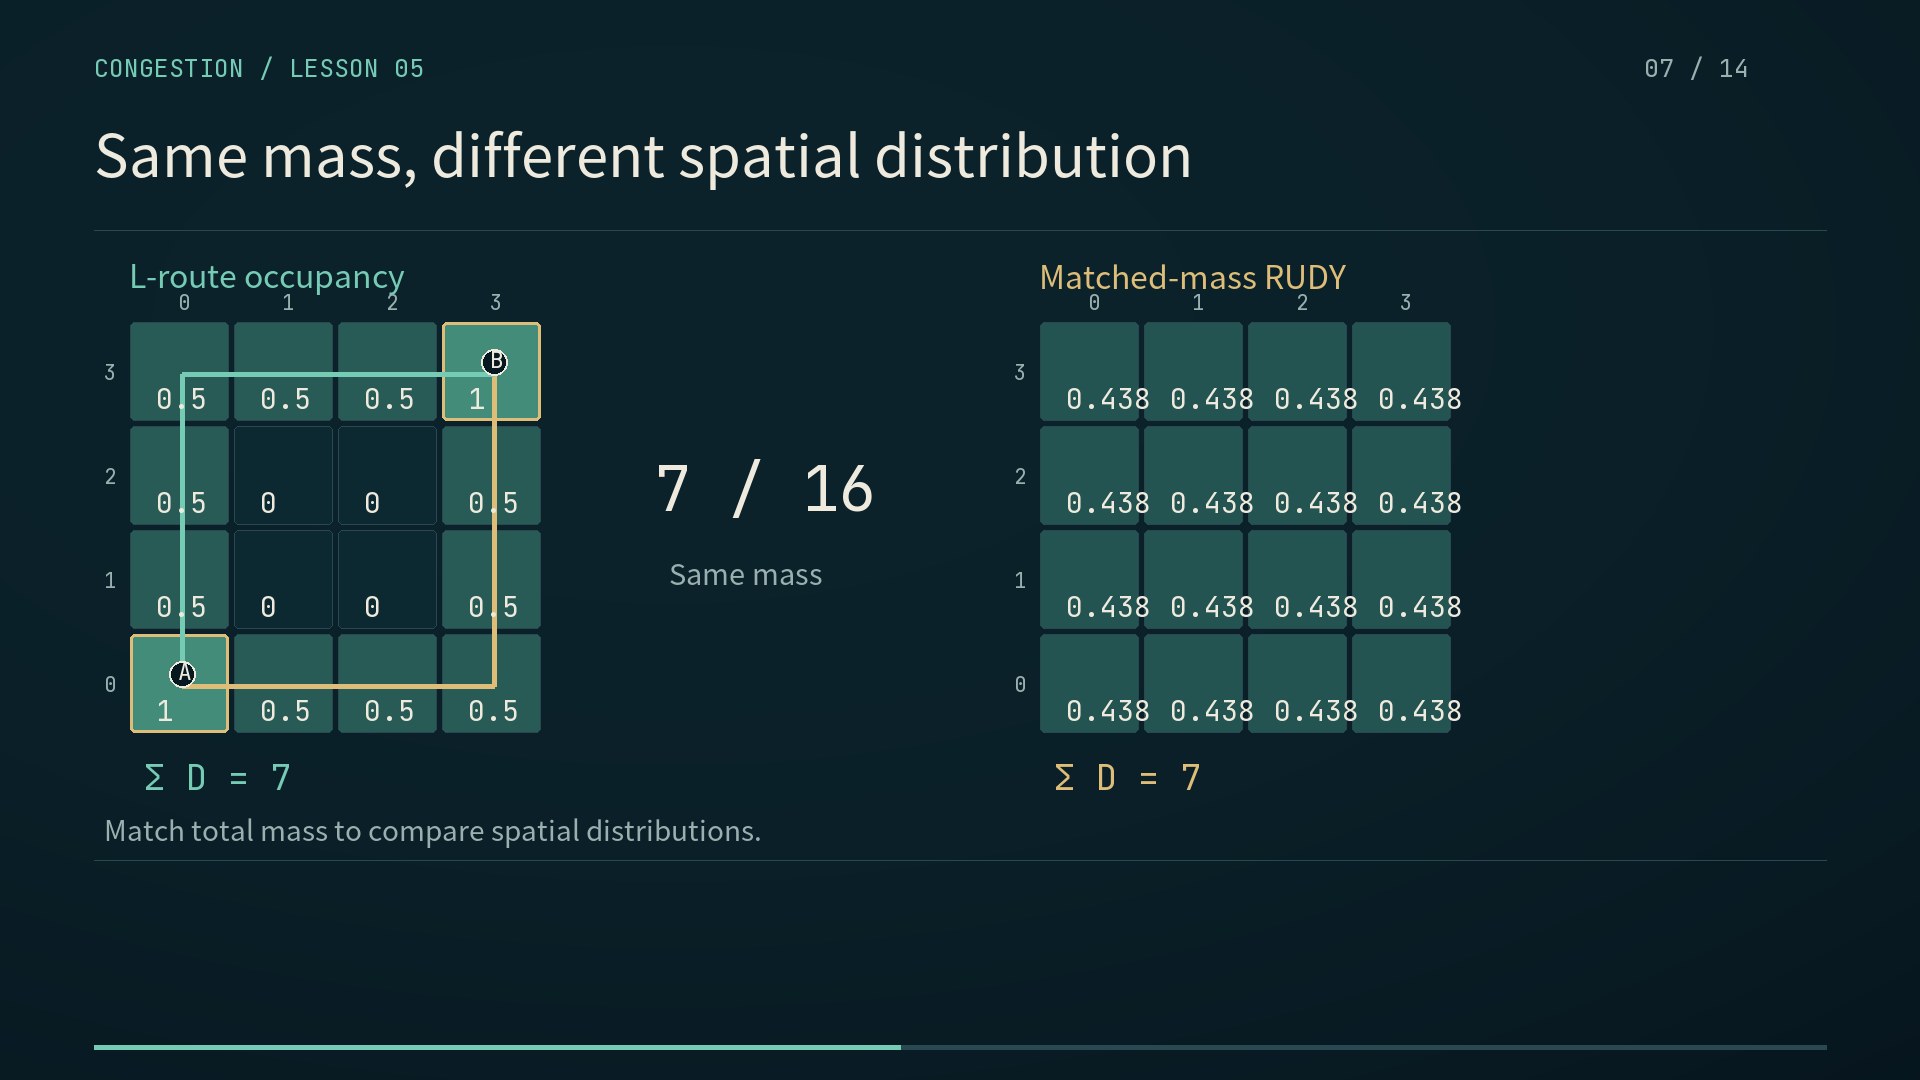 CONGESTION / LESSON 05
07 / 14
Same mass, different spatial distribution
L-route occupancy
0 1 2 3
3 0.5 0.5 0.5 1 B
2 0.5 0 0 0.5
1 0.5 0 0 0.5
0 A 1 0.5 0.5 0.5
Σ D = 7
7 / 16
Same mass
Matched-mass RUDY
0 1 2 3
3 0.438 0.438 0.438 0.438
2 0.438 0.438 0.438 0.438
1 0.438 0.438 0.438 0.438
0 0.438 0.438 0.438 0.438
Σ D = 7
Match total mass to compare spatial distributions.